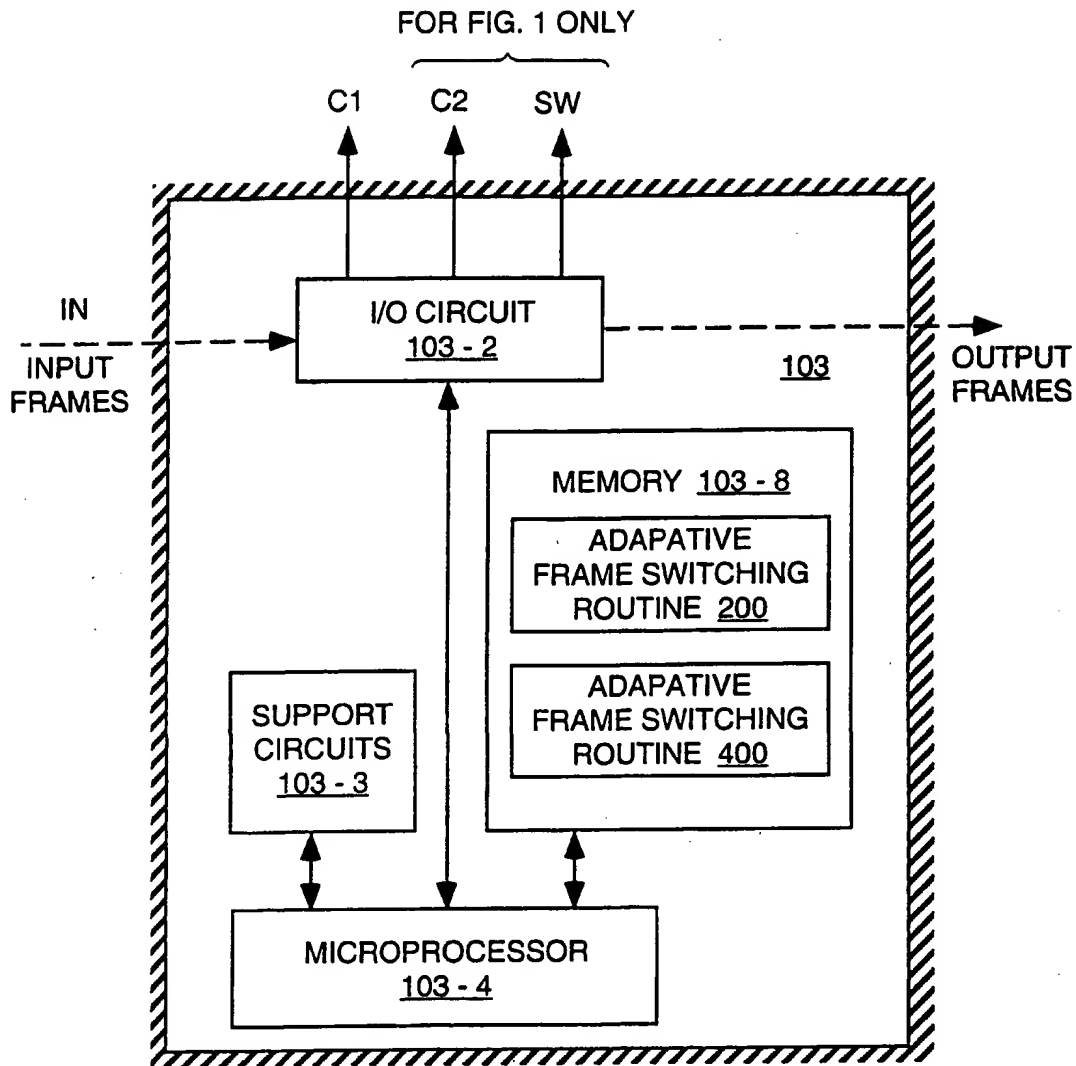 FOR FIG. 1 ONLY
C1
C2
SW
I/O CIRCUIT
103 - 2
IN
INPUT
FRAMES
103
OUTPUT
FRAMES
MEMORY 103 - 8
ADAPATIVE
FRAME SWITCHING
ROUTINE 200
ADAPATIVE
FRAME SWITCHING
ROUTINE 400
SUPPORT
CIRCUITS
103 - 3
MICROPROCESSOR
103 - 4